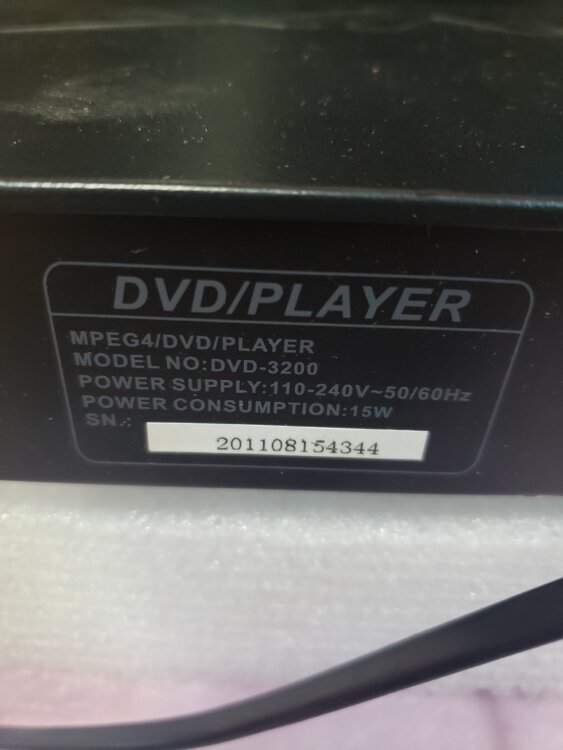 DVD/PLAYER
MPEG4/DVD/PLAYER
MODEL NO:DVD-3200
POWER SUPPLY:110-240V~50/60Hz
POWER CONSUMPTION:15W
SN.:
201108154344